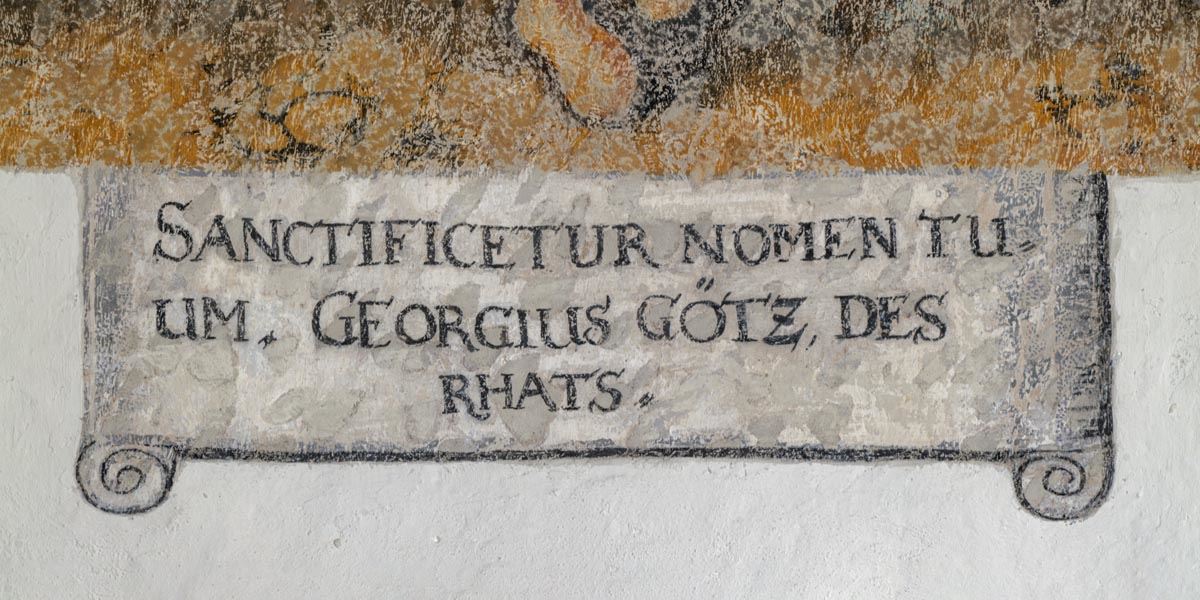 SANCTIFICETUR NOMEN TU-
UM. GEORGIUS GÖTZ, DES
RHATS.